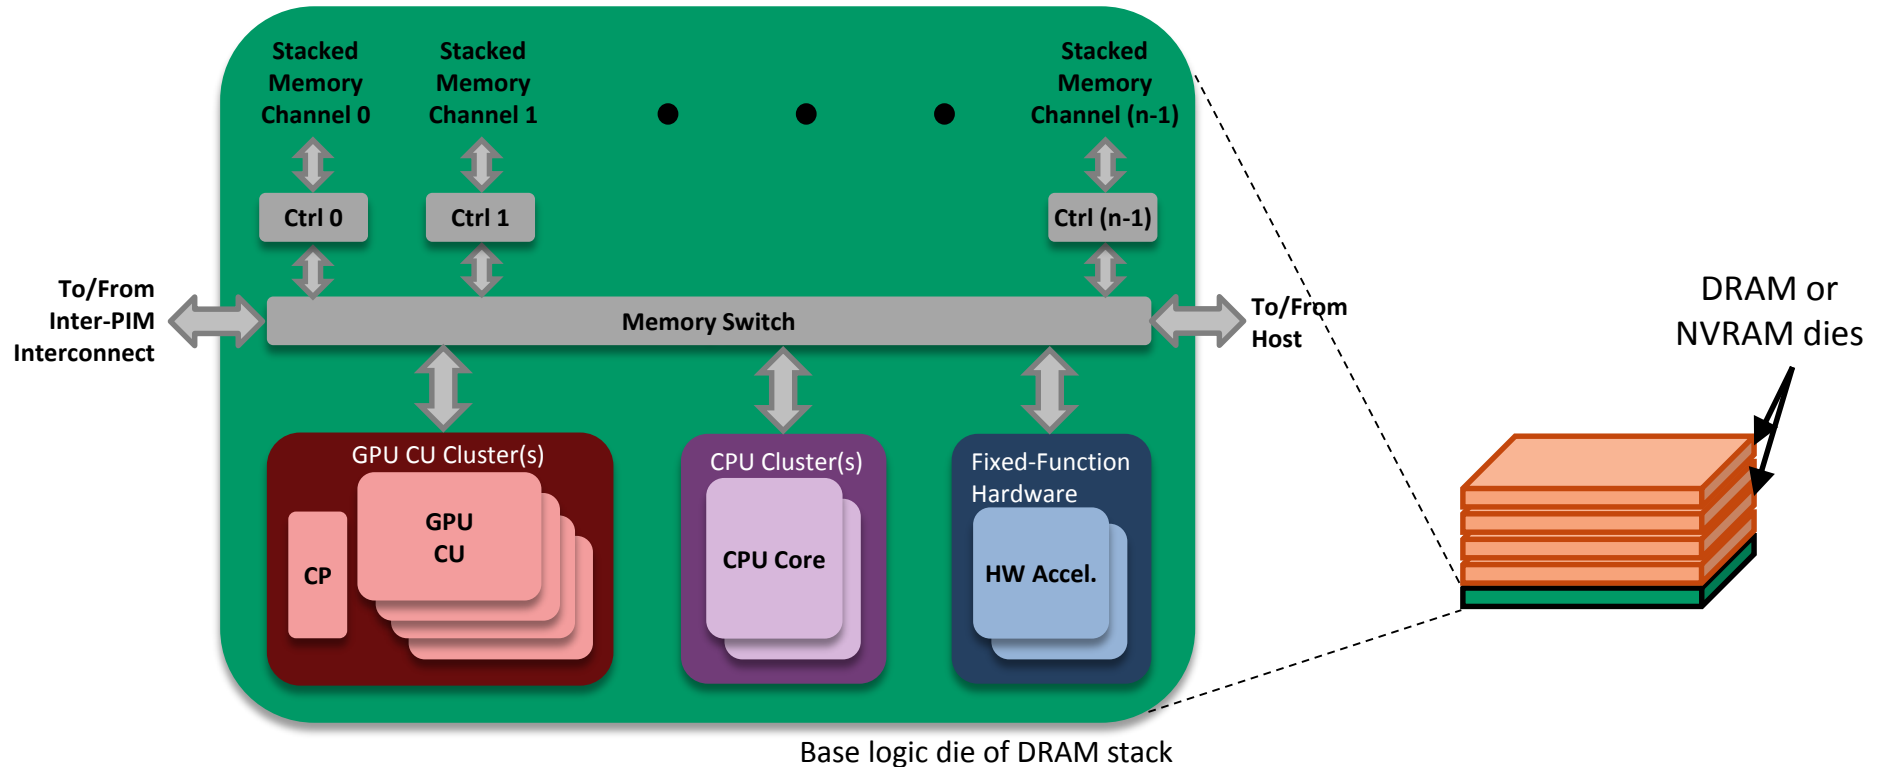 Stacked
Memory
Channel 0
Stacked
Memory
Channel 1
Stacked
Memory
Channel (n-1)
Ctrl 0
Ctrl 1
Ctrl (n-1)
To/From
Inter-PIM
Interconnect
Memory Switch
To/From
Host
DRAM or
NVRAM dies
GPU CU Cluster(s)
GPU
CU
CP
CPU Cluster(s)
CPU Core
Fixed-Function
Hardware
HW Accel.
Base logic die of DRAM stack